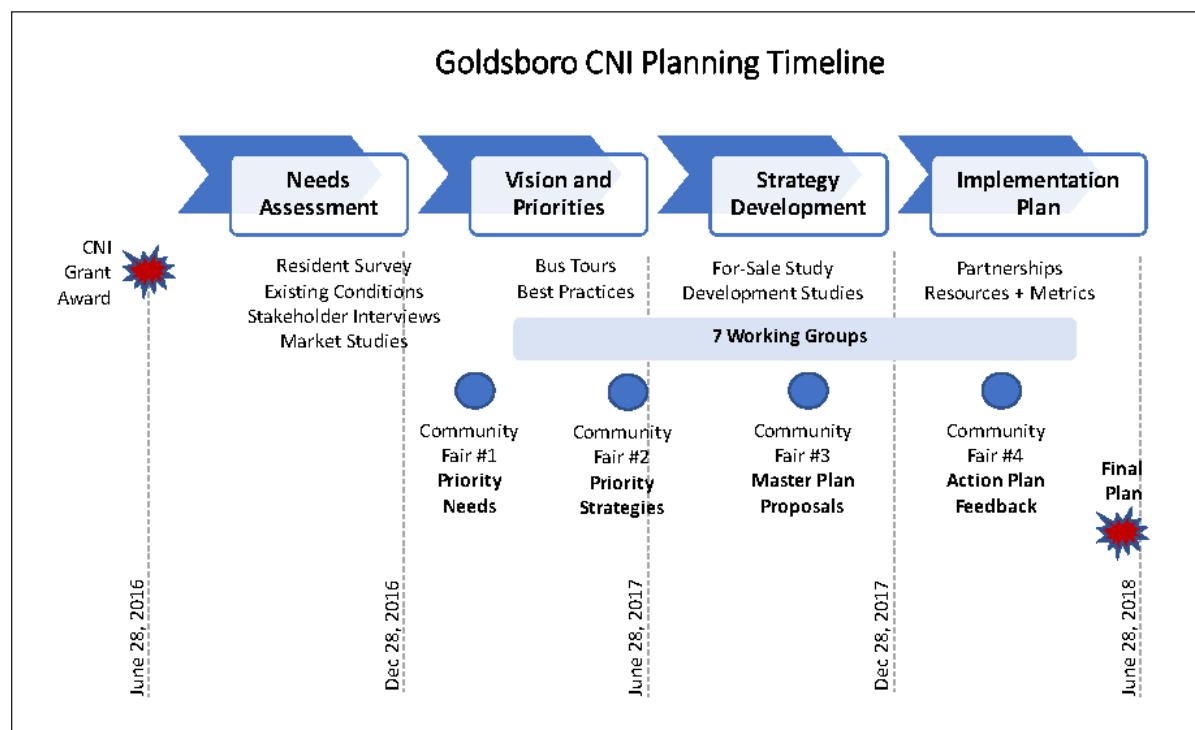 Goldsboro CNI Planning Timeline
Needs
Assessment
Vision and
Priorities
Strategy
Development
Implementation
Plan
CNI
Grant
Award
Resident Survey
Existing Conditions
Stakeholder Interviews
Market Studies
Bus Tours
Best Practices
For-Sale Study
Development Studies
Partnerships
Resources + Metrics
7 Working Groups
Community
Fair #1
Priority
Needs
Community
Fair #2
Priority
Strategies
Community
Fair #3
Master Plan
Proposals
Community
Fair #4
Action Plan
Feedback
Final
Plan
June 28, 2016
Dec 28, 2016
June 28, 2017
Dec 28, 2017
June 28, 2018